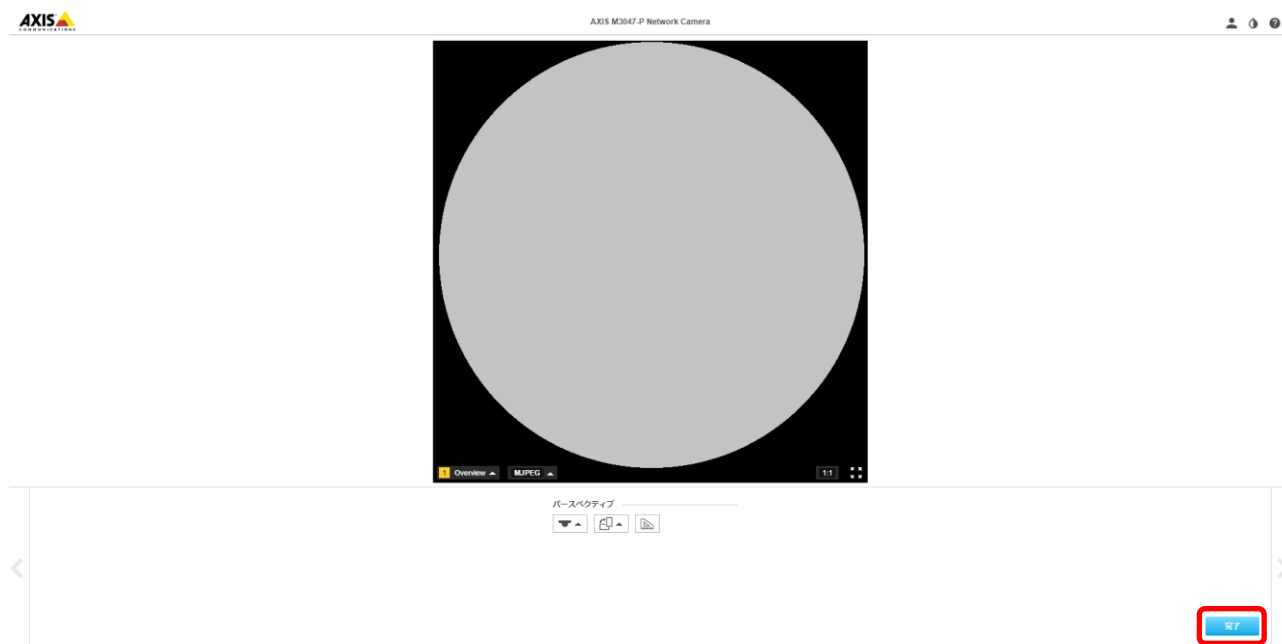 AXIS
COMMUNICATIONS
AXIS M3047-P Network Camera
1 Overview
MJPEG
1:1
パースペクティブ
完了